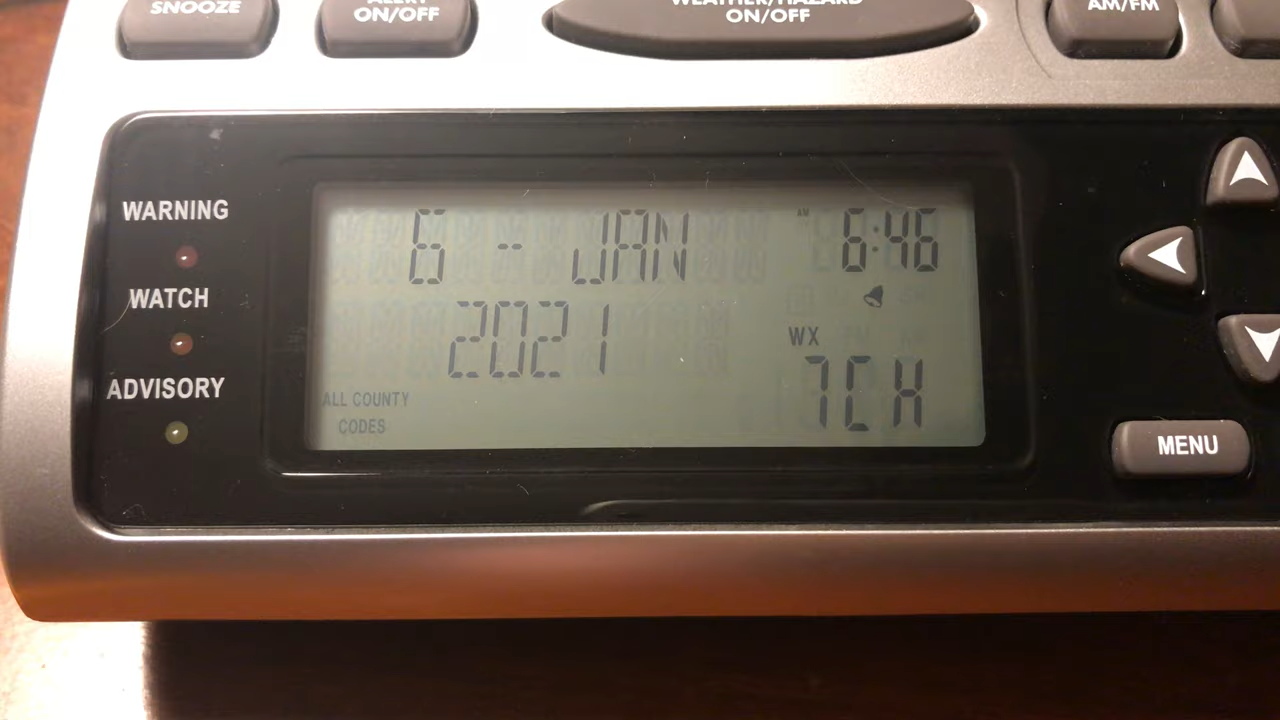 SNOOZE
ALERT
ON/OFF
WEATHER/HAZARD
ON/OFF
AM/FM
WARNING
WATCH
ADVISORY
6 - JAN
2021
ALL COUNTY
CODES
AM
6:46
WX
7CH
MENU